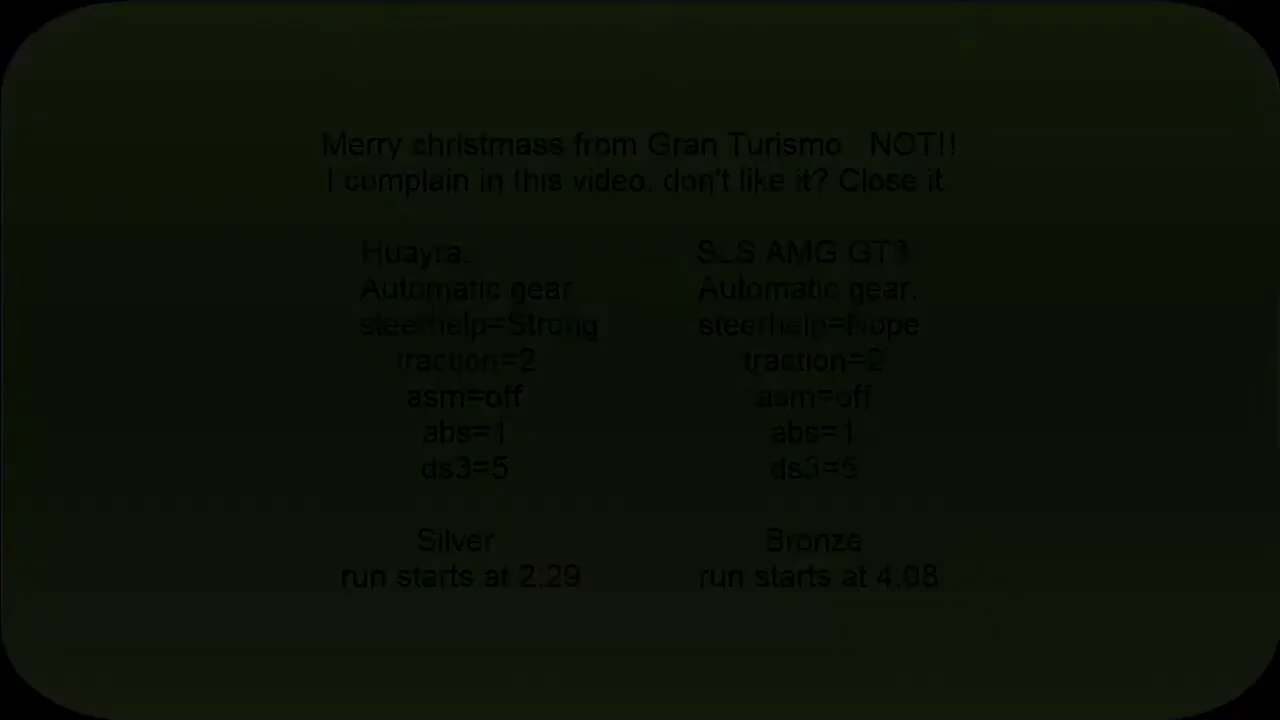 Merry christmass from Gran Turismo   NOT!!
I complain in this video, don't like it? Close it
Huayra. SLS AMG GT3.
Automatic gear. Automatic gear.
steerhelp=Strong steerhelp=Nope
traction=2 traction=2
asm=off asm=off
abs=1 abs=1
ds3=5 ds3=5
Silver Bronze
run starts at 2.29 run starts at 4.08